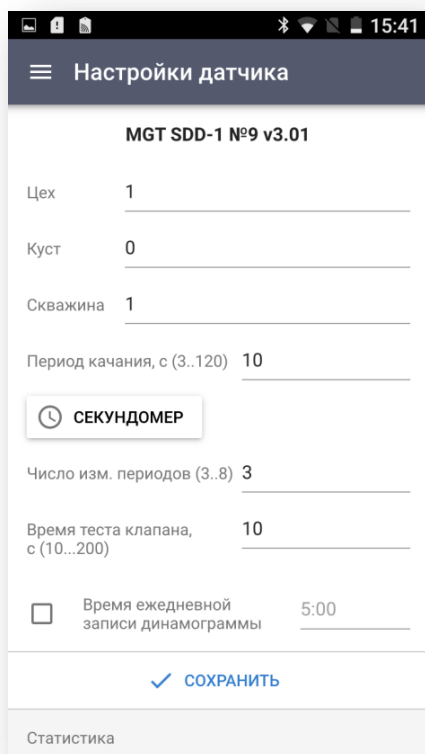 15:41
Настройки датчика
MGT SDD-1 №9 v3.01
Цех 1
Куст 0
Скважина 1
Период качания, с (3..120) 10
СЕКУНДОМЕР
Число изм. периодов (3..8) 3
Время теста клапана, 10
с (10...200)
Время ежедневной 5:00
записи динамограммы
СОХРАНИТЬ
Статистика